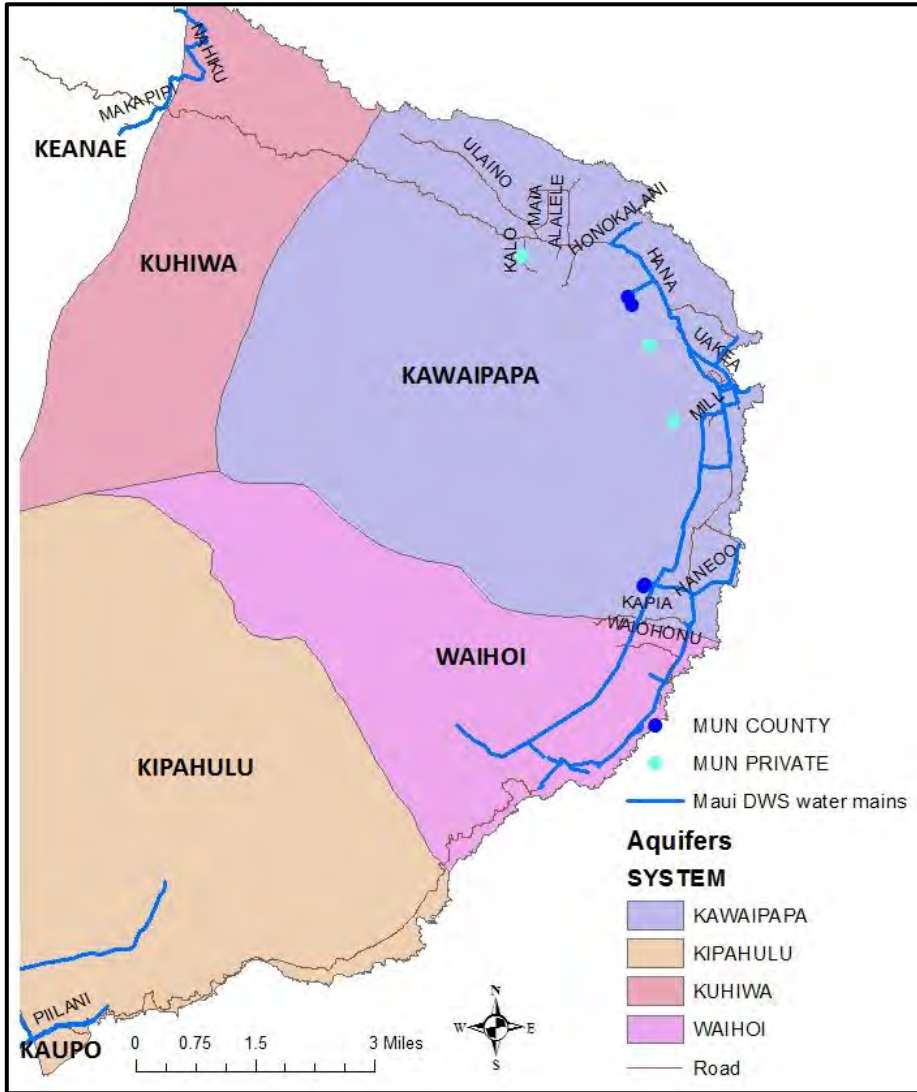 NAHIKU
MAKAPIPI
KEANAE
ULAINO
MAIA
ALALELE
HONOKALANI
KALO
KUHIWA
HANA
UAKEA
KAWAIPAPA
MILL
HANEOO
KAPIA
WAIOHONU
WAIHOI
KIPAHULU
MUN COUNTY
MUN PRIVATE
Maui DWS water mains
Aquifers
SYSTEM
KAWAIPAPA
KIPAHULU
KUHIWA
WAIHOI
Road
PIILANI
KAUPO
N
W E
S
0 0.75 1.5 3 Miles